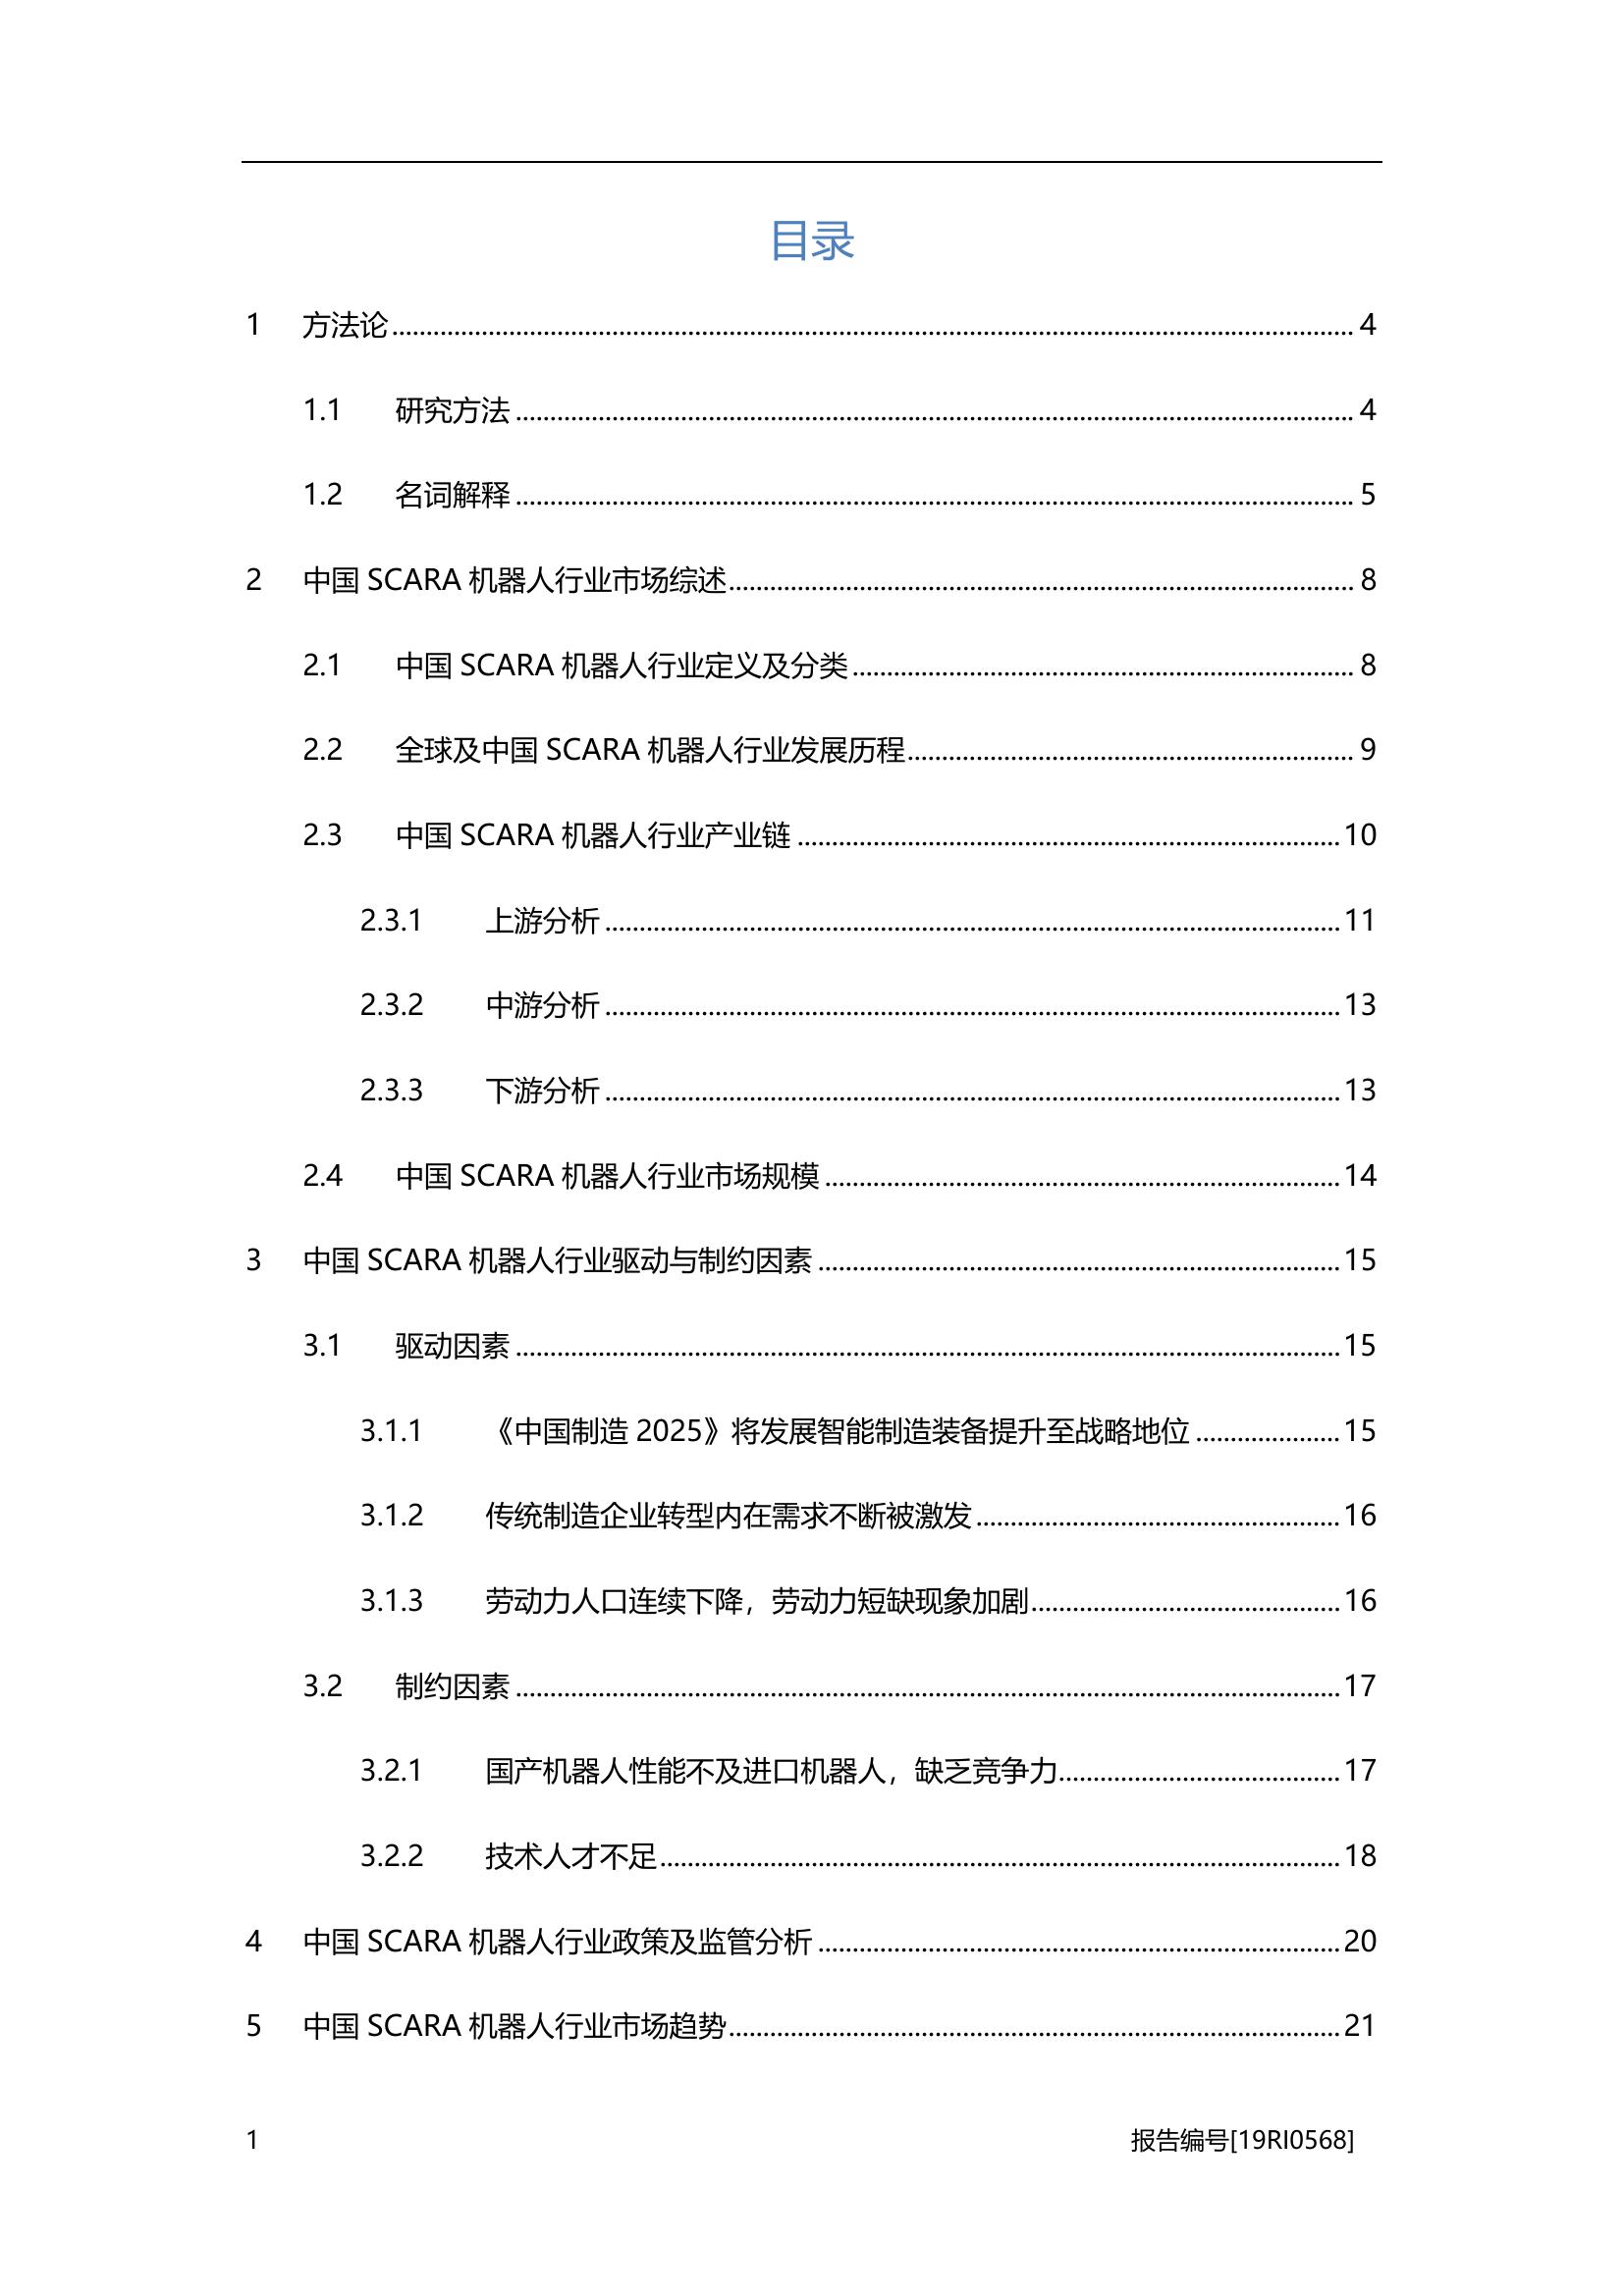 目录
1 方法论 4
1.1 研究方法 4
1.2 名词解释 5
2 中国 SCARA 机器人行业市场综述 8
2.1 中国 SCARA 机器人行业定义及分类 8
2.2 全球及中国 SCARA 机器人行业发展历程 9
2.3 中国 SCARA 机器人行业产业链 10
2.3.1 上游分析 11
2.3.2 中游分析 13
2.3.3 下游分析 13
2.4 中国 SCARA 机器人行业市场规模 14
3 中国 SCARA 机器人行业驱动与制约因素 15
3.1 驱动因素 15
3.1.1 《中国制造 2025》将发展智能制造装备提升至战略地位 15
3.1.2 传统制造企业转型内在需求不断被激发 16
3.1.3 劳动力人口连续下降，劳动力短缺现象加剧 16
3.2 制约因素 17
3.2.1 国产机器人性能不及进口机器人，缺乏竞争力 17
3.2.2 技术人才不足 18
4 中国 SCARA 机器人行业政策及监管分析 20
5 中国 SCARA 机器人行业市场趋势 21
1 报告编号[19RI0568]